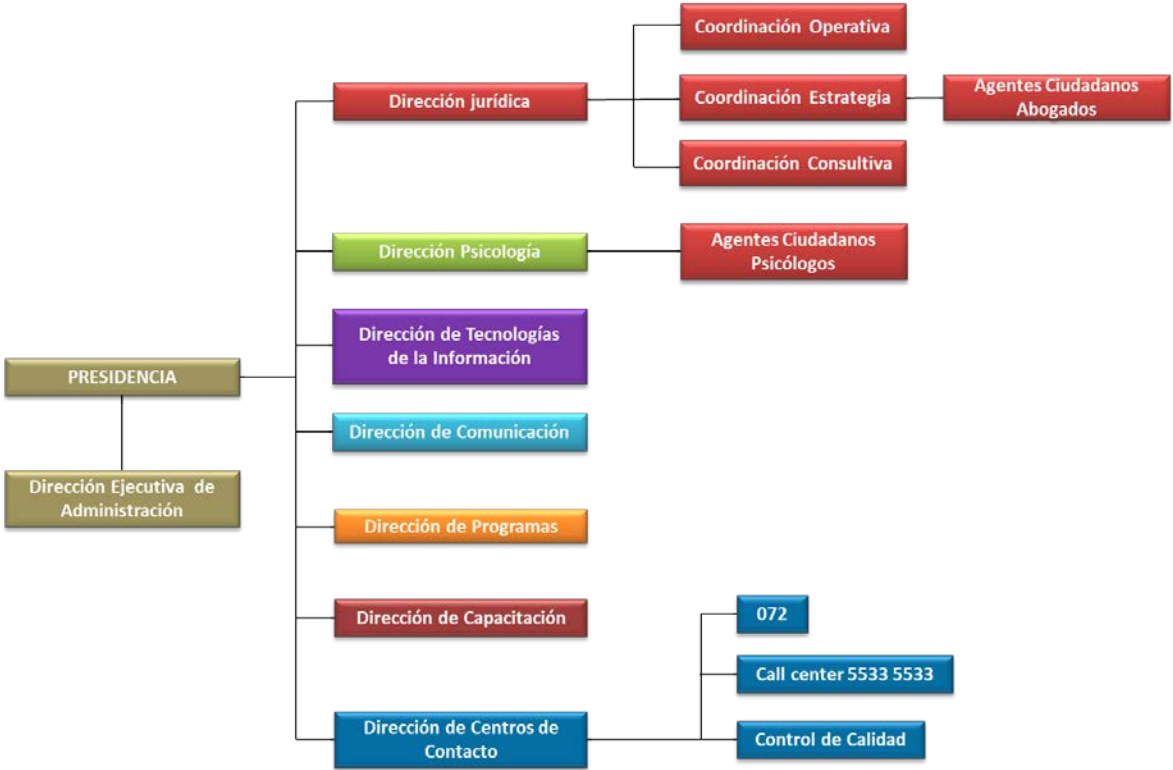 Coordinación Operativa
Dirección jurídica
Coordinación Estrategia
Agentes Ciudadanos
Abogados
Coordinación Consultiva
Dirección Psicología
Agentes Ciudadanos
Psicólogos
Dirección de Tecnologías
de la Información
PRESIDENCIA
Dirección de Comunicación
Dirección Ejecutiva de
Administración
Dirección de Programas
Dirección de Capacitación
072
Call center 5533 5533
Dirección de Centros de
Contacto
Control de Calidad